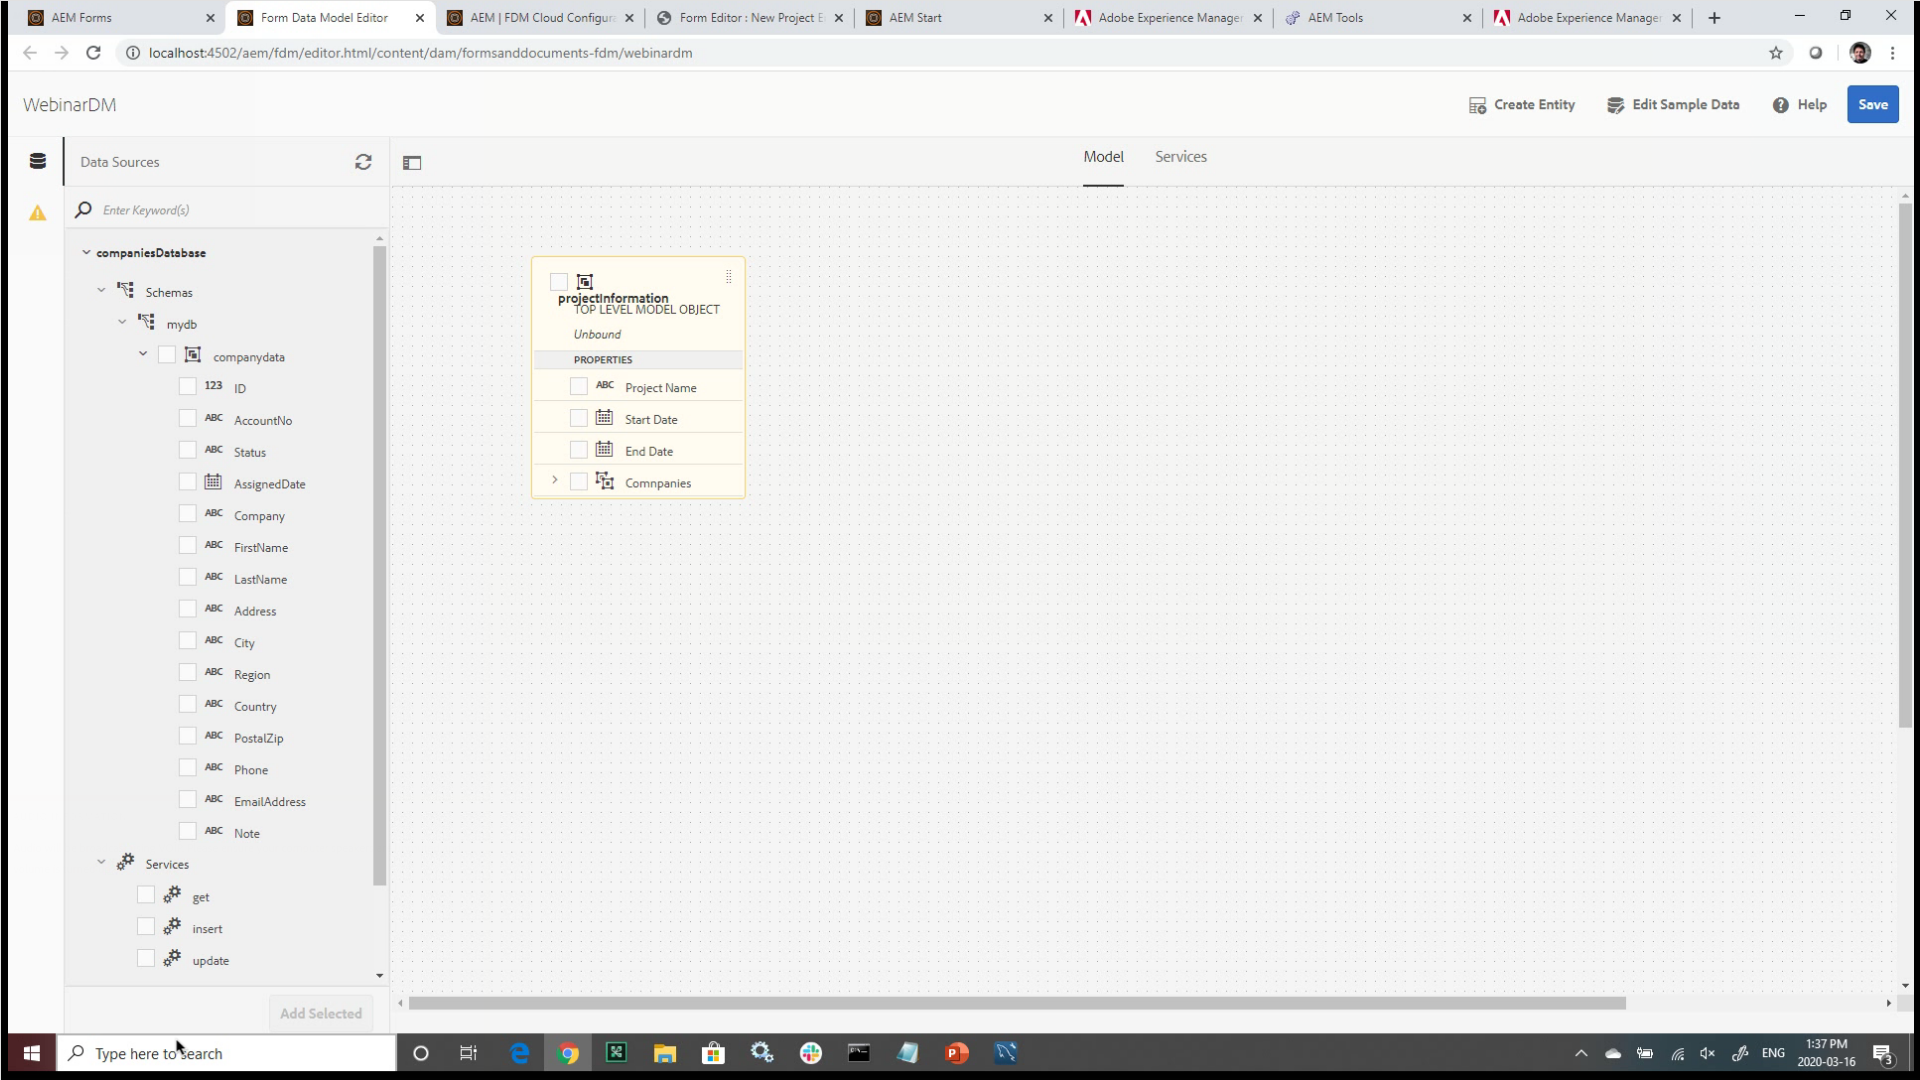 AEM Forms
Form Data Model Editor
AEM | FDM Cloud Configura
Form Editor : New Project E
AEM Start
Adobe Experience Manager
AEM Tools
Adobe Experience Manager
localhost:4502/aem/fdm/editor.html/content/dam/formsanddocuments-fdm/webinardm
WebinarDM
Create Entity
Edit Sample Data
Help
Save
Data Sources
Model
Services
Enter Keyword(s)
companiesDatabase
Schemas
mydb
companydata
123 ID
ABC AccountNo
ABC Status
AssignedDate
ABC Company
ABC FirstName
ABC LastName
ABC Address
ABC City
ABC Region
ABC Country
ABC PostalZip
ABC Phone
ABC EmailAddress
ABC Note
Services
get
insert
update
Add Selected
projectInformation
TOP LEVEL MODEL OBJECT
Unbound
PROPERTIES
ABC Project Name
Start Date
End Date
Comnpanies
Type here to search
ENG
1:37 PM
2020-03-16
3